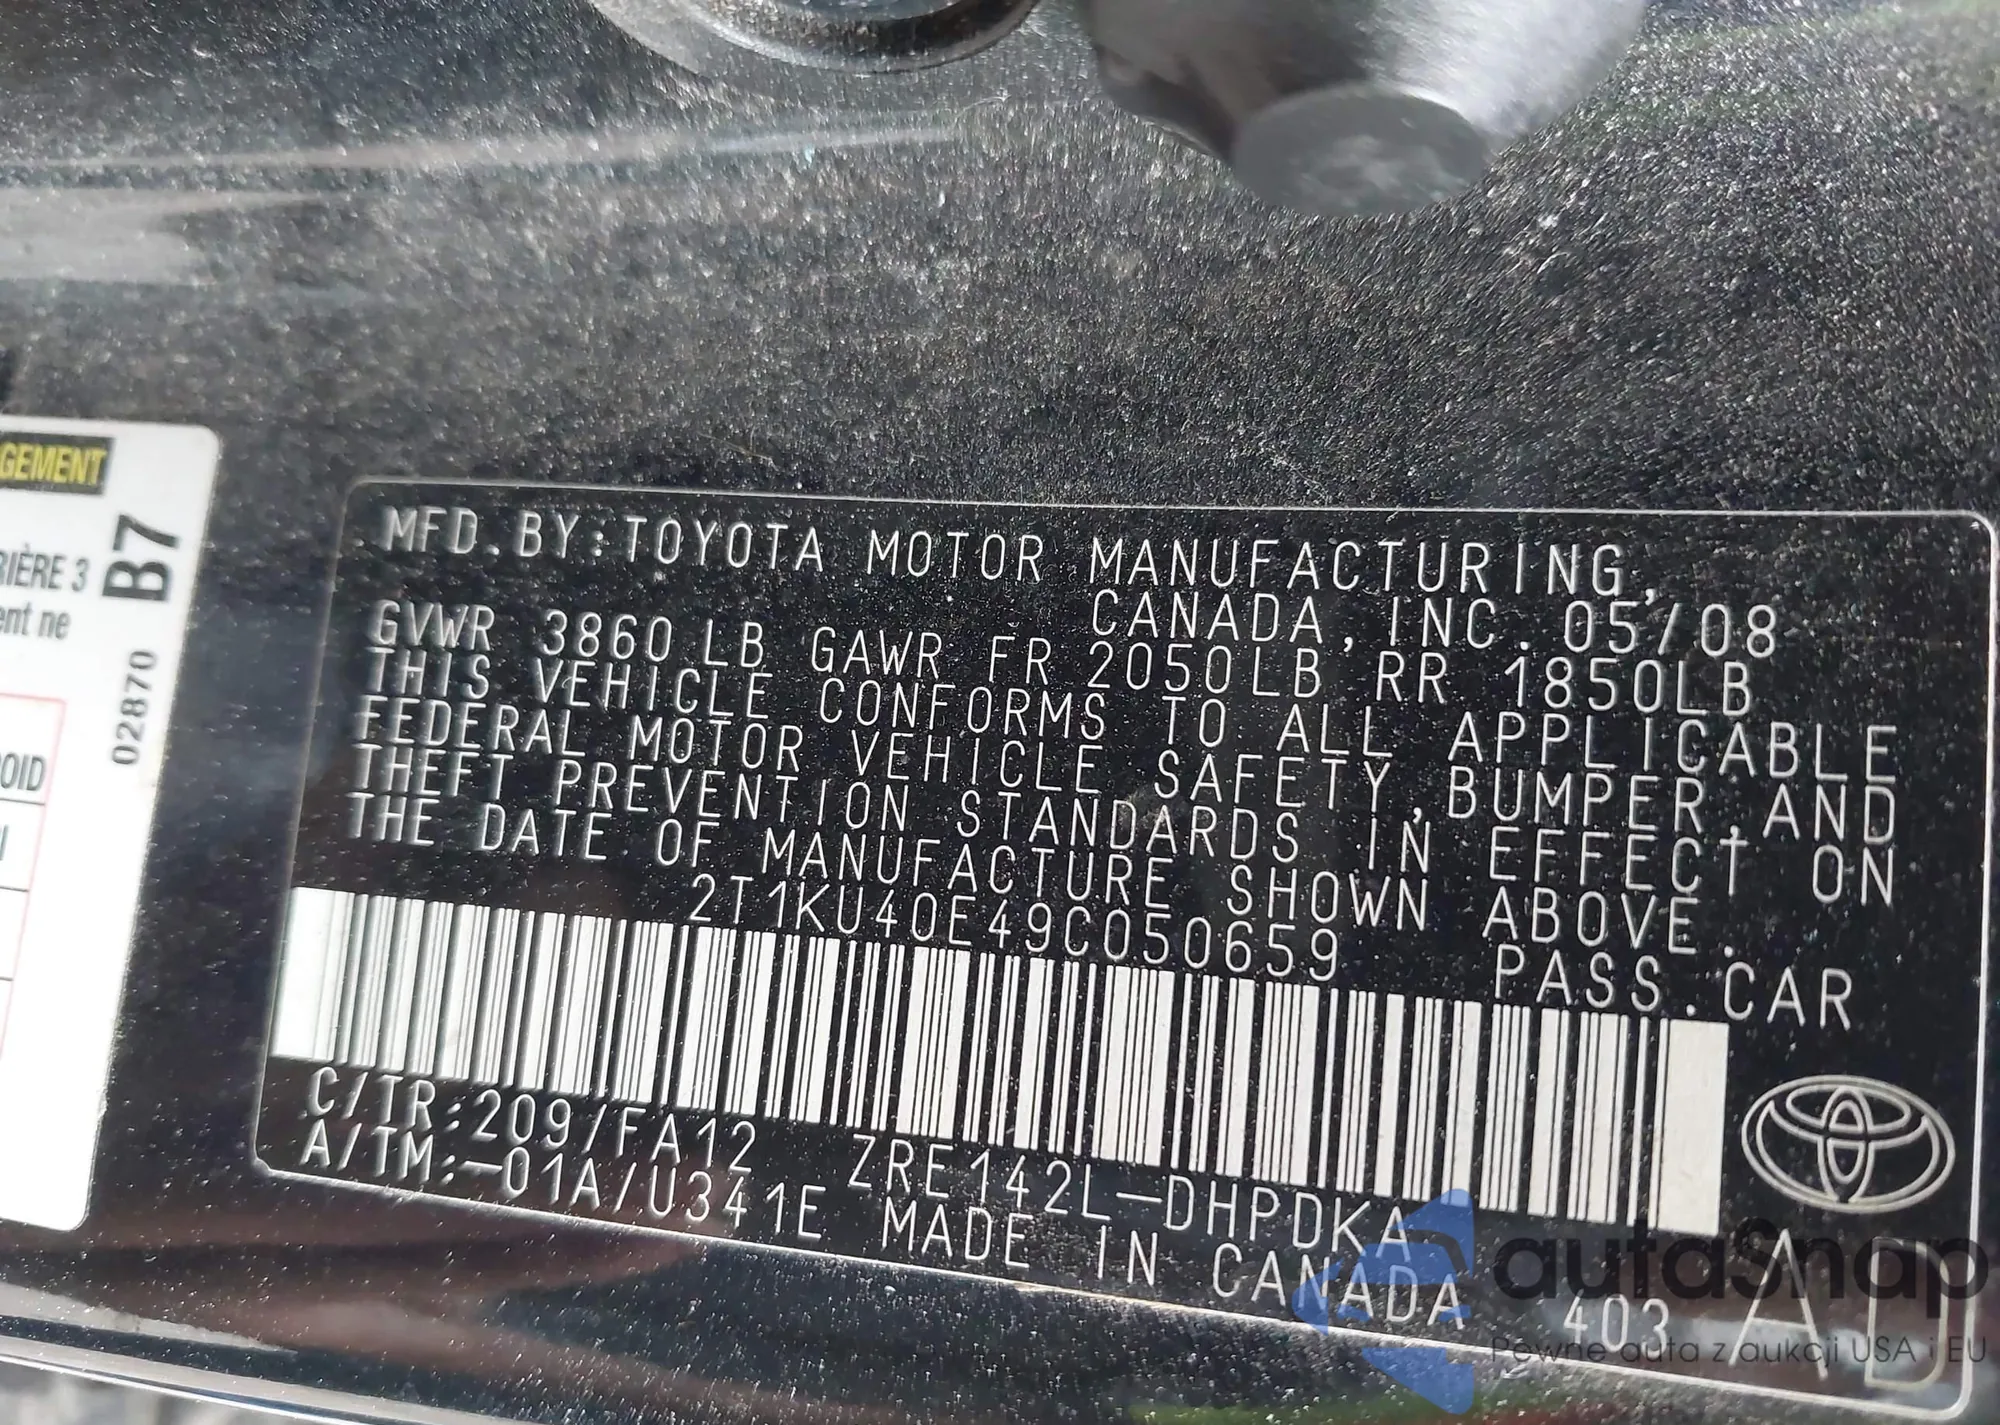 GEMENT
RIÈRE 3
ent ne
B7
02870
OID
MFD.BY:TOYOTA MOTOR MANUFACTURING,
CANADA, INC. 05/08
GVWR 3860LB GAWR FR 2050LB RR 1850LB
THIS VEHICLE CONFORMS TO ALL APPLICABLE
FEDERAL MOTOR VEHICLE SAFETY,BUMPER,AND
THEFT PREVENTION STANDARDS IN EFFECT ON
THE DATE OF MANUFACTURE SHOWN ABOVE.
2T1KU40E49C050659 PASS.CAR
C/TR:209/FA12 ZRE142L-DHPDKA
A/TM:-01A/U341E MADE IN CANADA 403 AD
autaSnap
Pewne auta z aukcji USA i EU